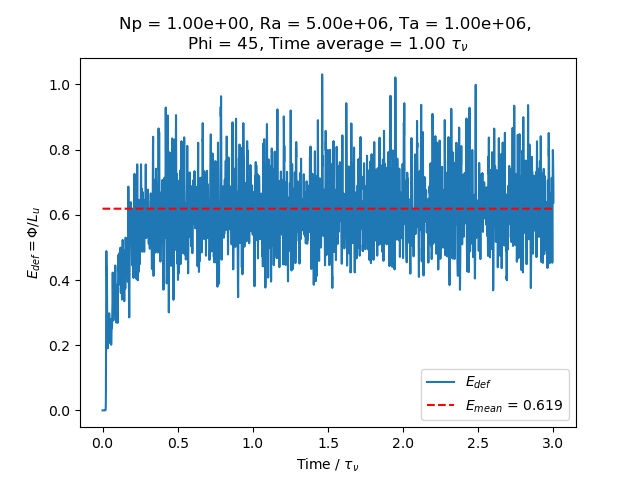 Np = 1.00e+00, Ra = 5.00e+06, Ta = 1.00e+06,
Phi = 45, Time average = 1.00 τ_ν
1.0
0.8
0.6
0.4
0.2
0.0
E_def = Φ/L_u
0.0 0.5 1.0 1.5 2.0 2.5 3.0
Time / τ_ν
E_def
E_mean = 0.619